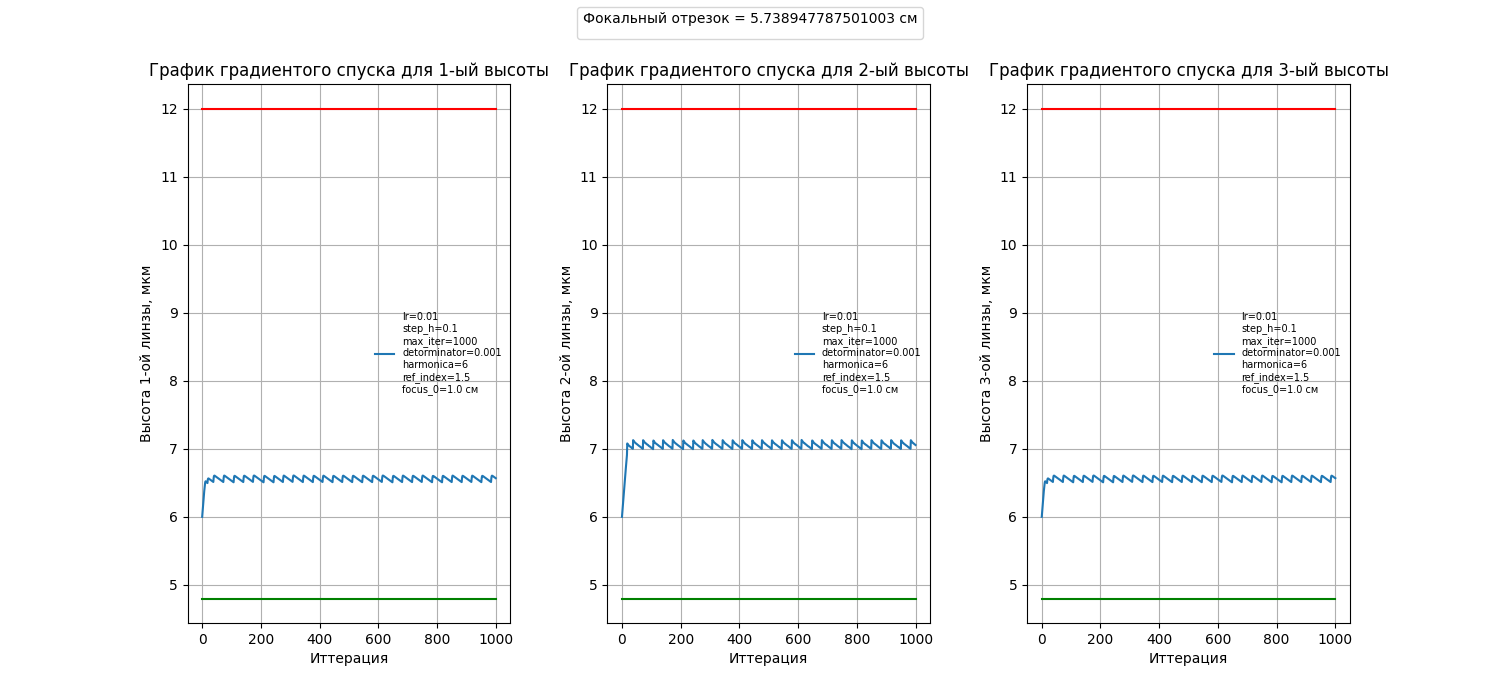 Фокальный отрезок = 5.738947787501003 см
График градиентого спуска для 1-ый высоты
Высота 1-ой линзы, мкм
12
11
10
9
8
7
6
5
lr=0.01
step_h=0.1
max_iter=1000
detorminator=0.001
harmonica=6
ref_index=1.5
focus_0=1.0 см
0 200 400 600 800 1000
Иттерация
График градиентого спуска для 2-ый высоты
Высота 2-ой линзы, мкм
12
11
10
9
8
7
6
5
lr=0.01
step_h=0.1
max_iter=1000
detorminator=0.001
harmonica=6
ref_index=1.5
focus_0=1.0 см
0 200 400 600 800 1000
Иттерация
График градиентого спуска для 3-ый высоты
Высота 3-ой линзы, мкм
12
11
10
9
8
7
6
5
lr=0.01
step_h=0.1
max_iter=1000
detorminator=0.001
harmonica=6
ref_index=1.5
focus_0=1.0 см
0 200 400 600 800 1000
Иттерация